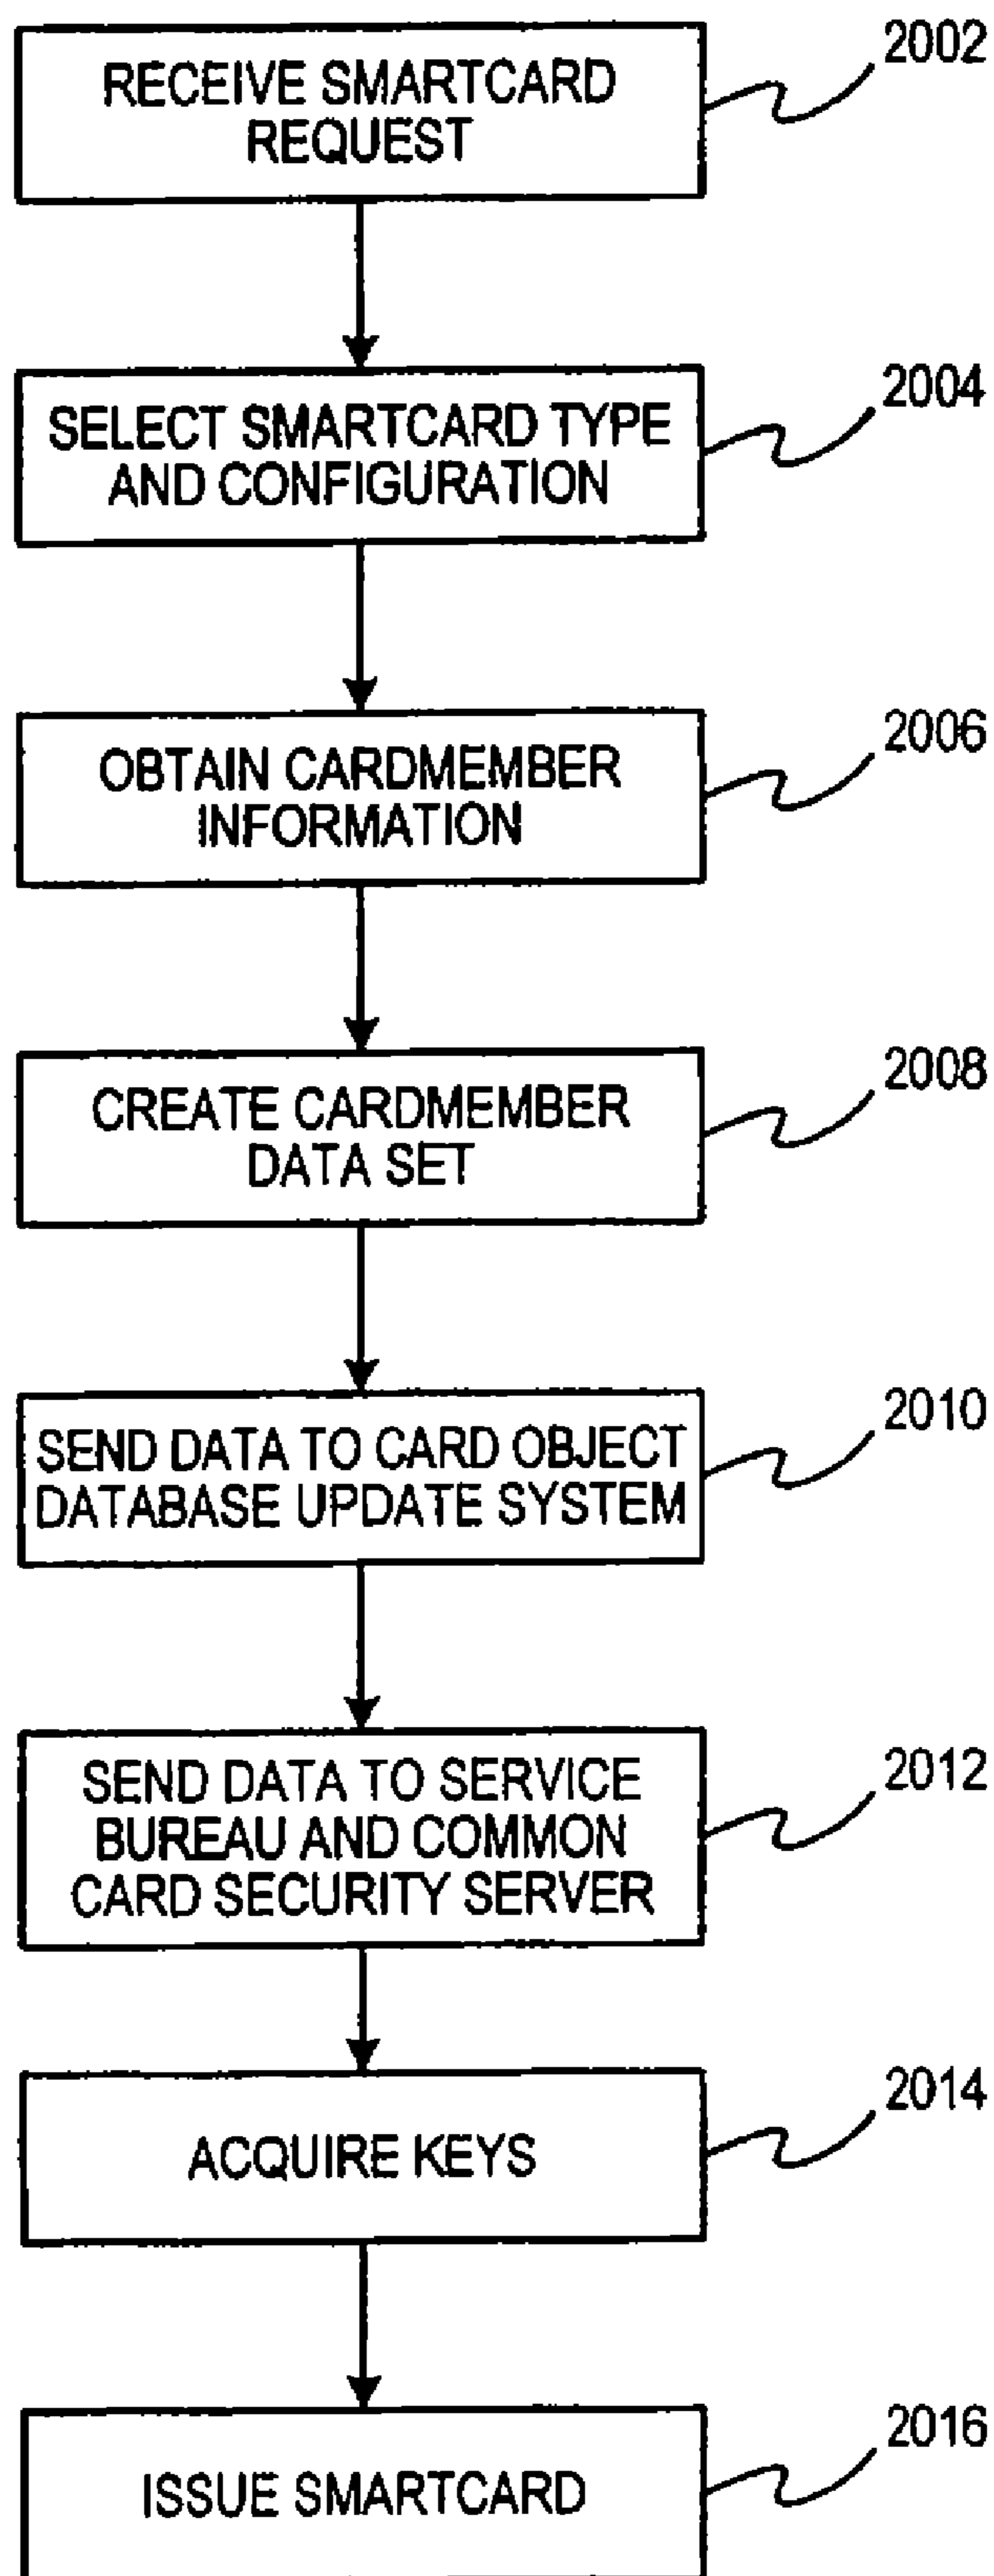 RECEIVE SMARTCARD
REQUEST
2002
SELECT SMARTCARD TYPE
AND CONFIGURATION
2004
OBTAIN CARDMEMBER
INFORMATION
2006
CREATE CARDMEMBER
DATA SET
2008
SEND DATA TO CARD OBJECT
DATABASE UPDATE SYSTEM
2010
SEND DATA TO SERVICE
BUREAU AND COMMON
CARD SECURITY SERVER
2012
ACQUIRE KEYS
2014
ISSUE SMARTCARD
2016